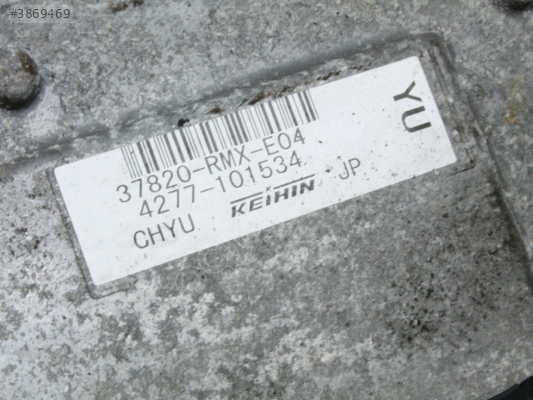 #3869469
YU
37820-RMX-E04
4277-101534
CHYU KEIHIN JP